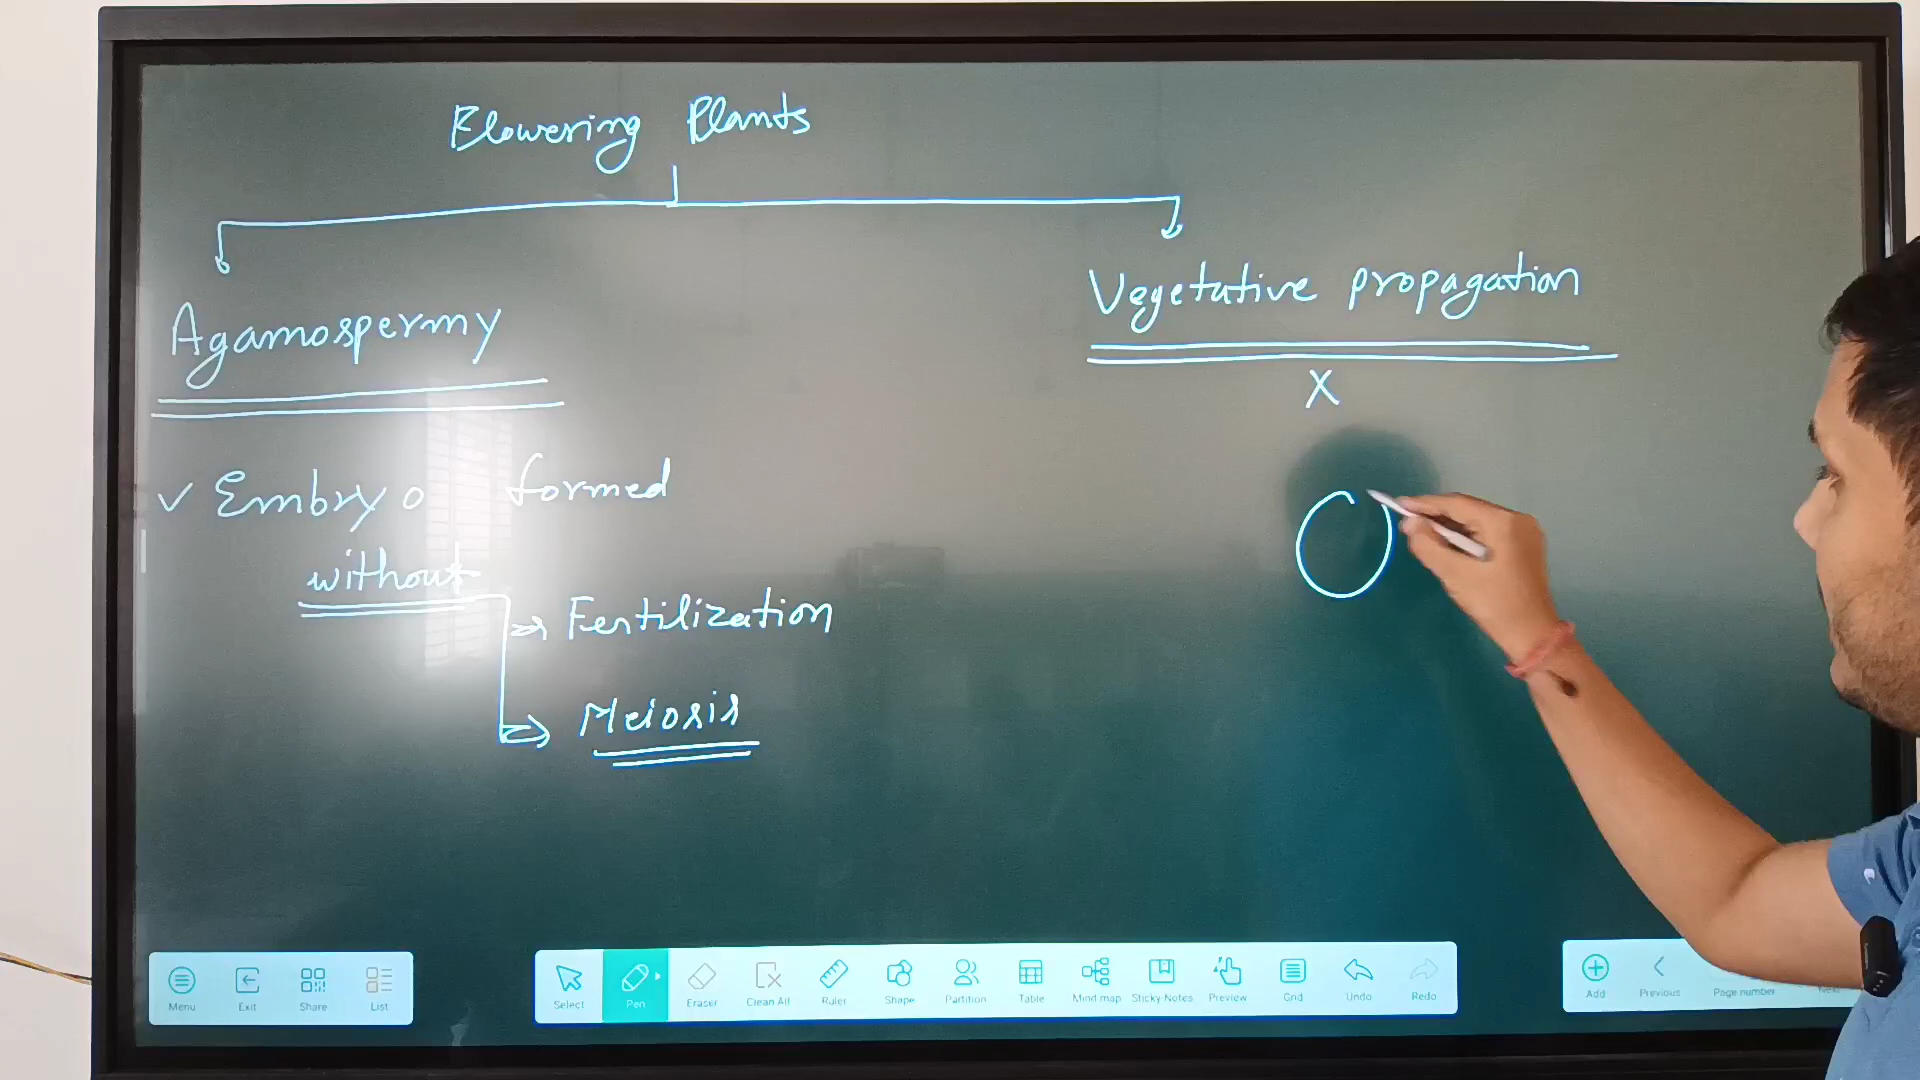 Flowering Plants
Agamospermy
Vegetative propagation
X
✓ Embryo formed
without
→ Fertilization
→ Meiosis
Menu
Exit
Share
List
Select
Pen
Eraser
Clean All
Ruler
Shape
Partition
Table
Mind map
Sticky Notes
Preview
Grid
Undo
Redo
Add
Previous
Page number
Next